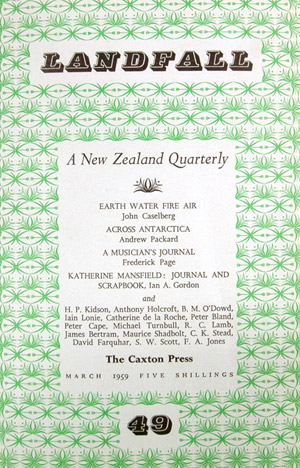 LANDFALL
A New Zealand Quarterly
EARTH WATER FIRE AIR
John Caselberg
ACROSS ANTARCTICA
Andrew Packard
A MUSICIAN'S JOURNAL
Frederick Page
KATHERINE MANSFIELD: JOURNAL
AND SCRAPBOOK, Ian A. Gordon
and
H. P. Kidson, Anthony Holcroft, B. M. O'Dowd,
Iain Lonie, Catherine de la Roche, Peter Bland,
Peter Cape, Michael Turnbull, R. C. Lamb,
James Bertram, Maurice Shadbolt, C. K. Stead,
David Farquhar, S. W. Scott, F. A. Jones
The Caxton Press
MARCH 1959 FIVE SHILLINGS
49